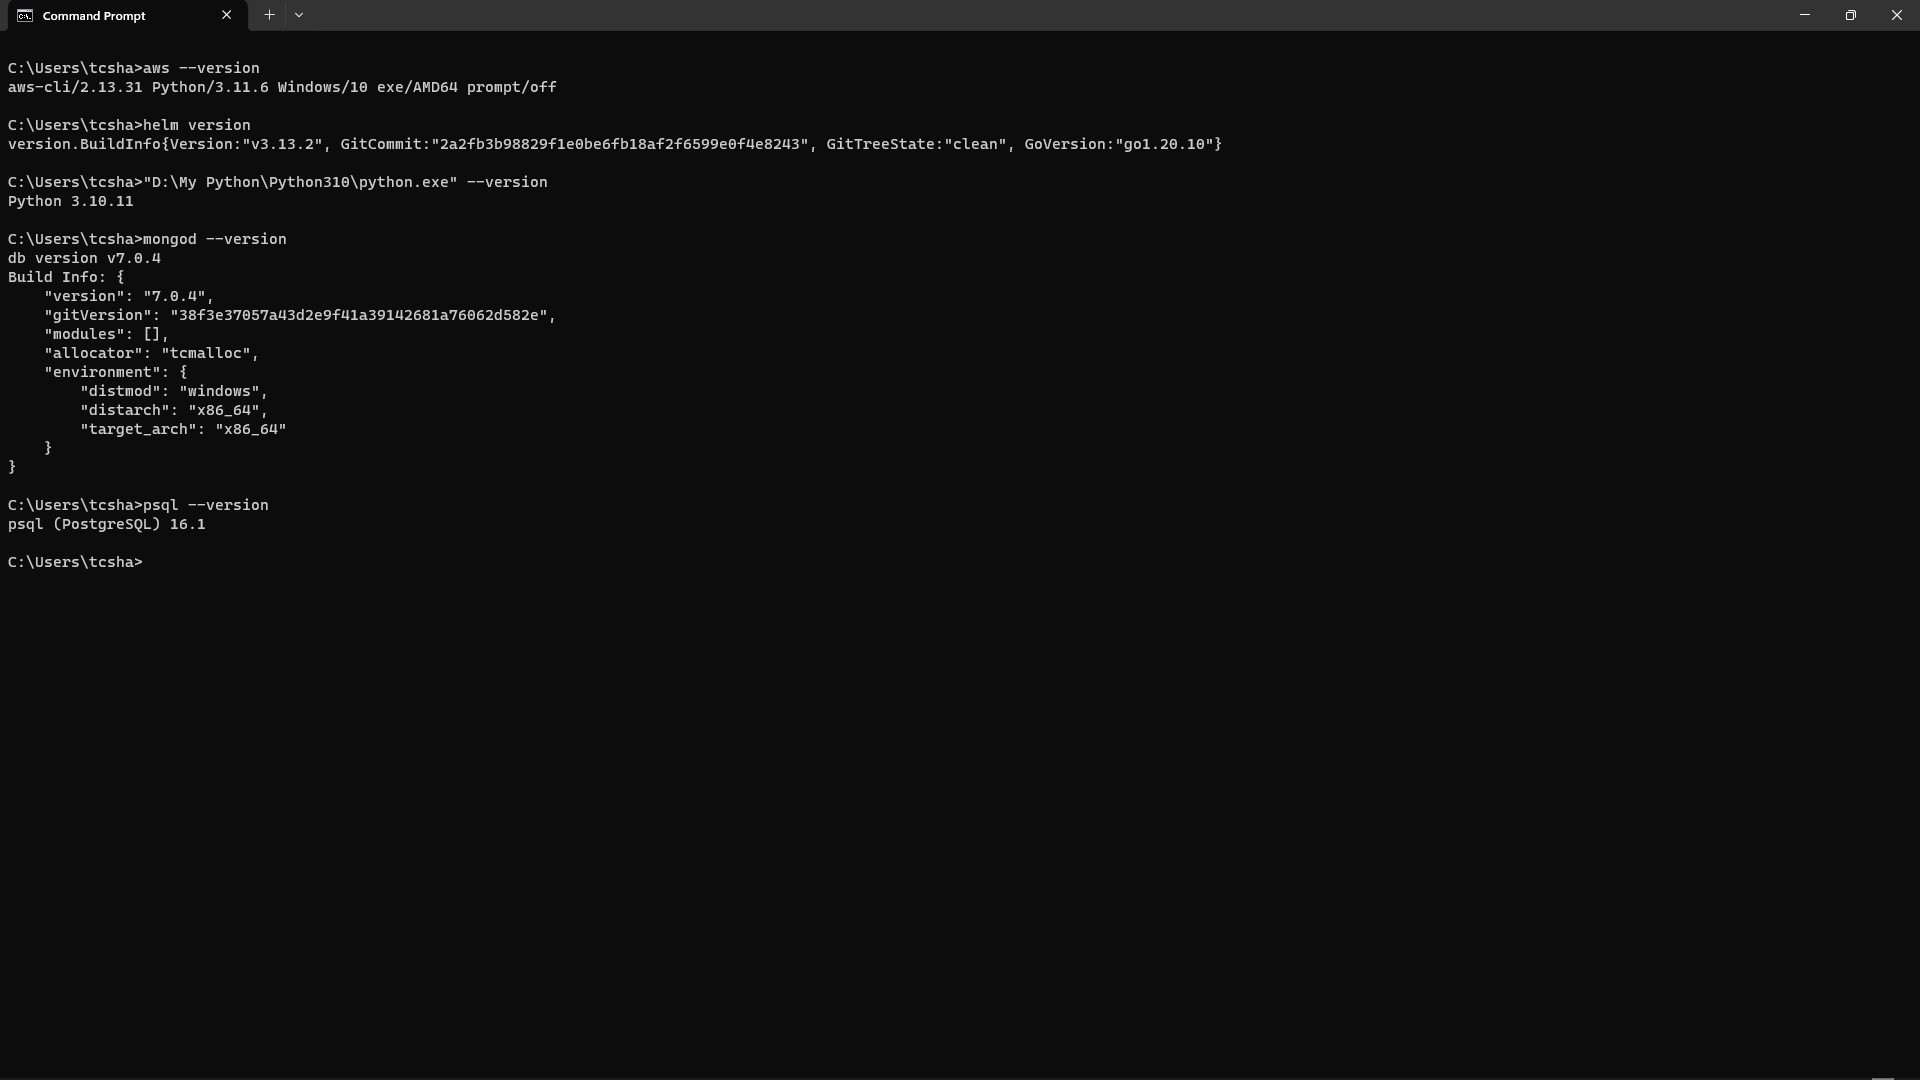 Command Prompt
C:\Users\tcsha>aws --version
aws-cli/2.13.31 Python/3.11.6 Windows/10 exe/AMD64 prompt/off
C:\Users\tcsha>helm version
version.BuildInfo{Version:"v3.13.2", GitCommit:"2a2fb3b98829f1e0be6fb18af2f6599e0f4e8243", GitTreeState:"clean", GoVersion:"go1.20.10"}
C:\Users\tcsha>"D:\My Python\Python310\python.exe" --version
Python 3.10.11
C:\Users\tcsha>mongod --version
db version v7.0.4
Build Info: {
    "version": "7.0.4",
    "gitVersion": "38f3e37057a43d2e9f41a39142681a76062d582e",
    "modules": [],
    "allocator": "tcmalloc",
    "environment": {
        "distmod": "windows",
        "distarch": "x86_64",
        "target_arch": "x86_64"
    }
}
C:\Users\tcsha>psql --version
psql (PostgreSQL) 16.1
C:\Users\tcsha>